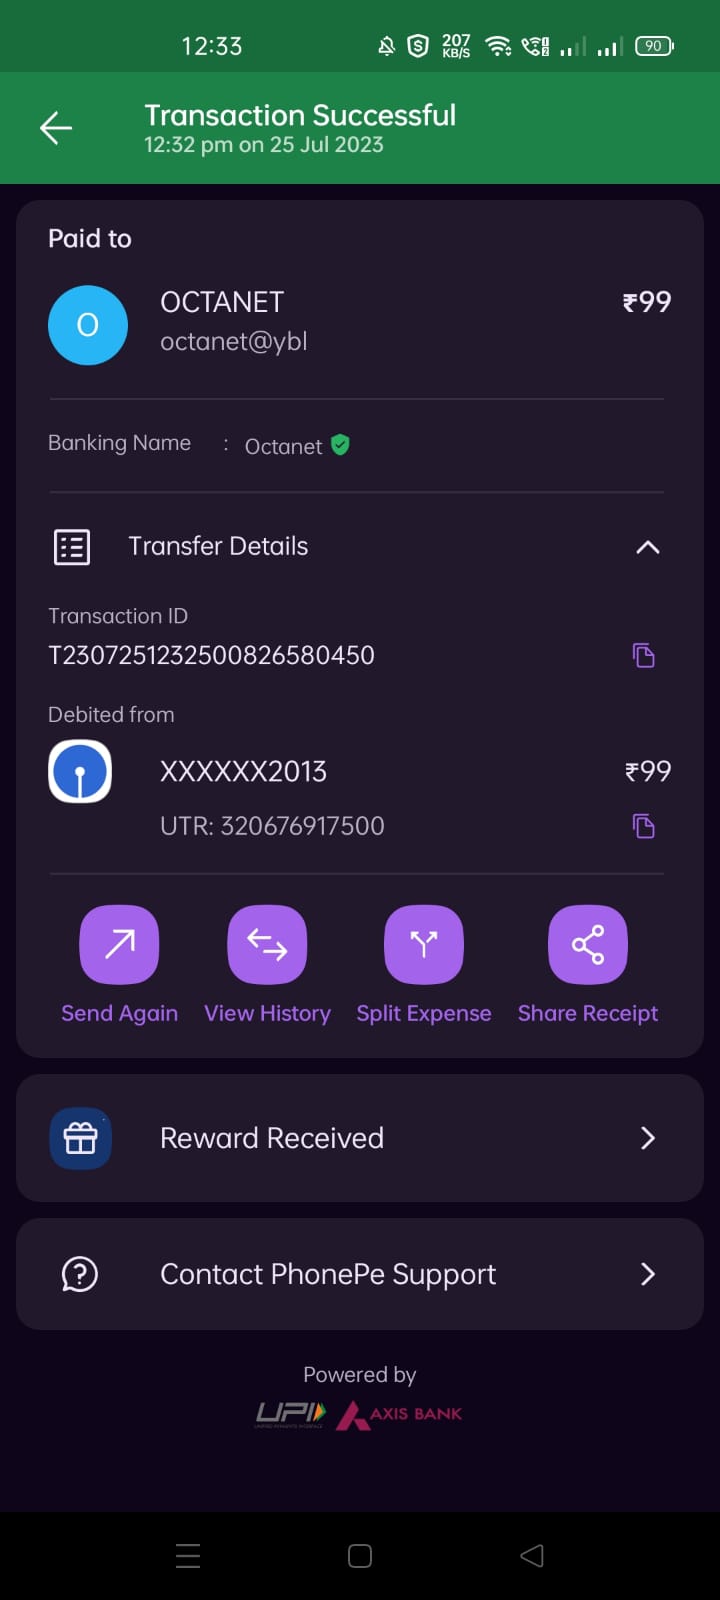 12:33
207
KB/S
90
Transaction Successful
12:32 pm on 25 Jul 2023
Paid to
O
OCTANET
₹99
octanet@ybl
Banking Name : Octanet
Transfer Details
Transaction ID
T2307251232500826580450
Debited from
XXXXXX2013
₹99
UTR: 320676917500
Send Again
View History
Split Expense
Share Receipt
Reward Received
Contact PhonePe Support
Powered by
UPI
AXIS BANK